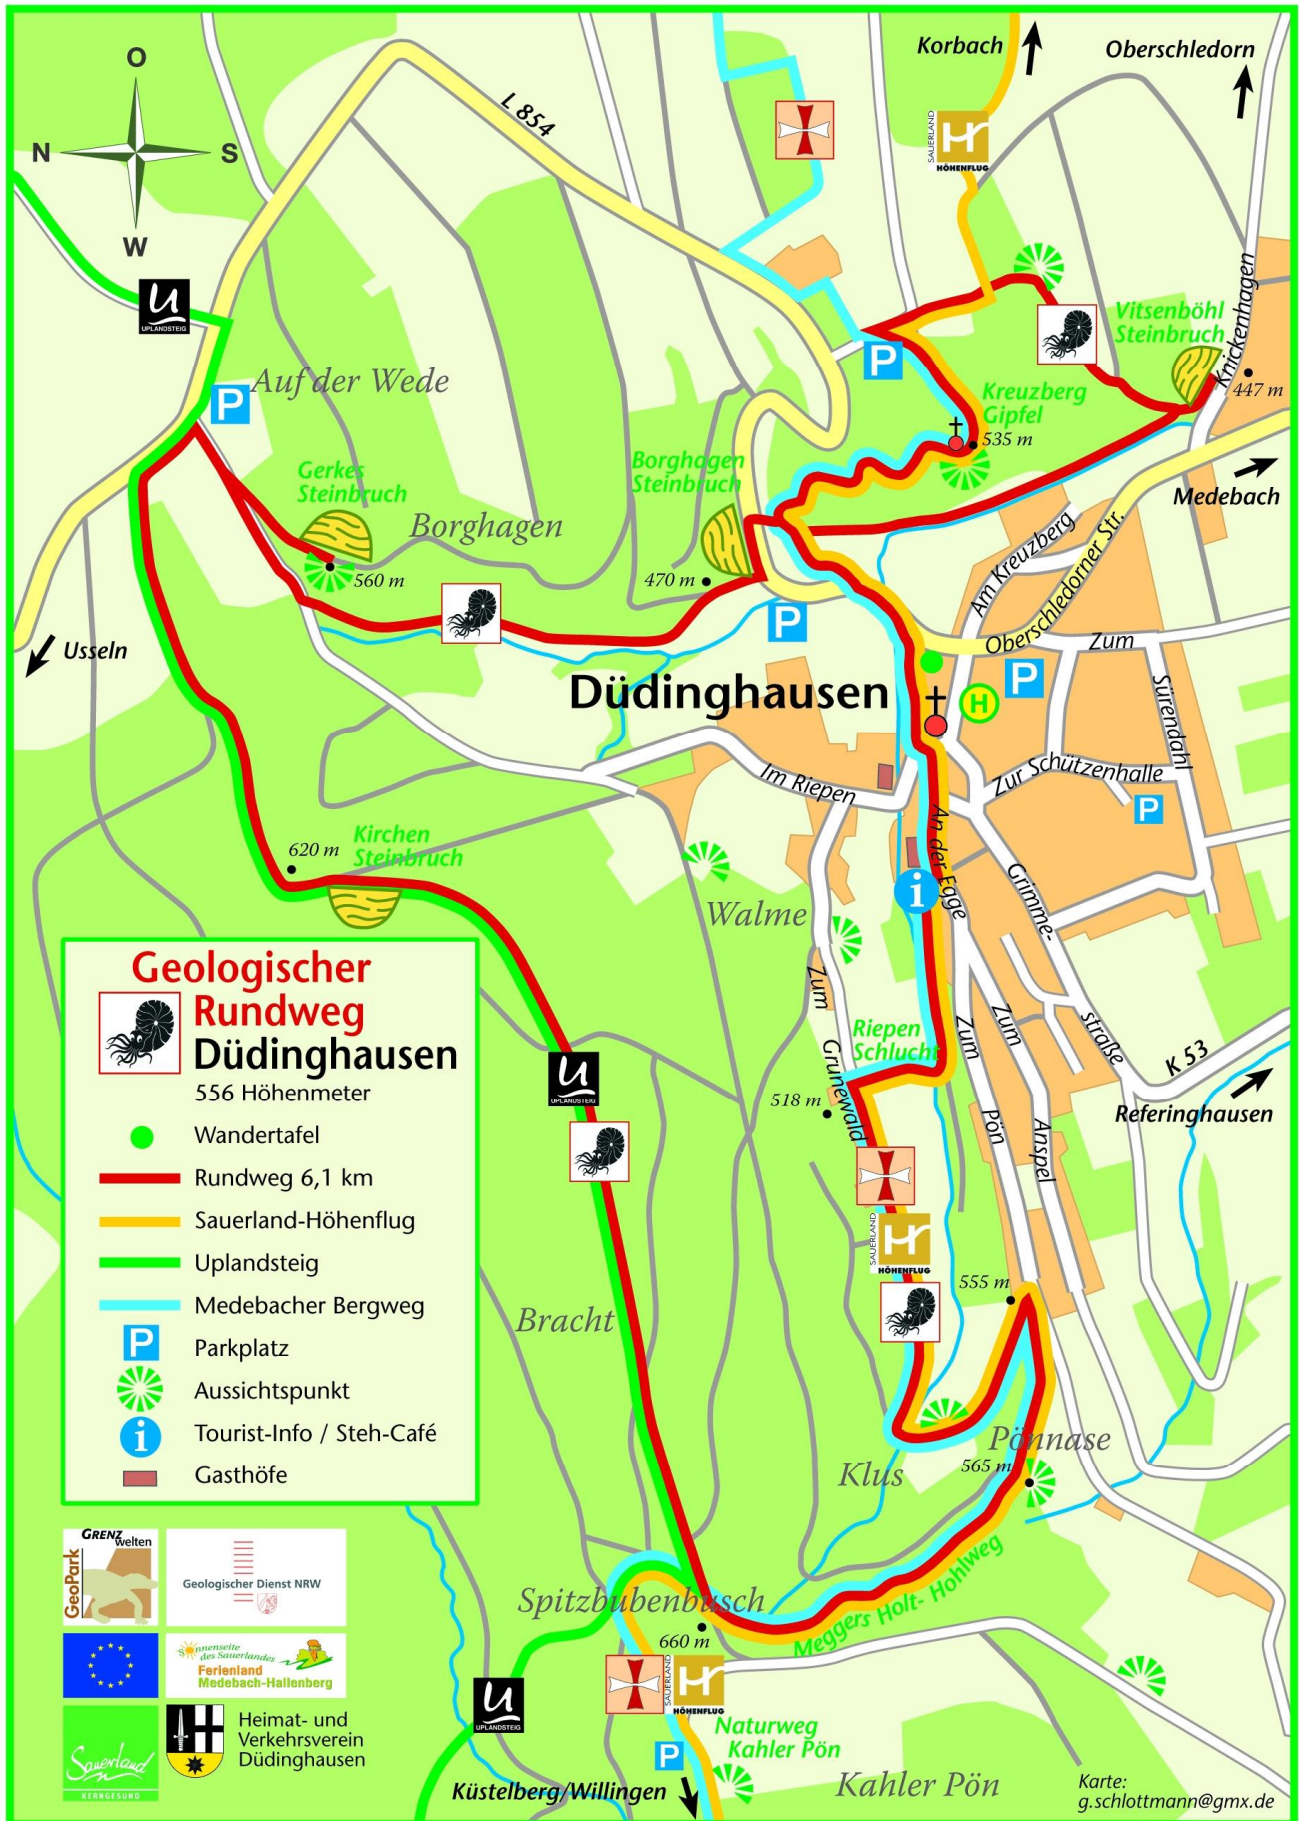 O
N
S
W
Korbach
Oberschledorn
L 854
SAUERLAND
HÖHENFLUG
UPLANDSTEIG
Auf der Wede
P
P
Vitsenböhl
Steinbruch
Knickenhagen
447 m
Kreuzberg
Gipfel
535 m
Gerkes
Steinbruch
Borghagen
Steinbruch
Medebach
Borghagen
560 m
470 m
Am Kreuzberg
Oberschledorner Str.
P
Usseln
Zum
Sürendahl
P
H
Düdinghausen
Im Riepen
Zur Schützenhalle
P
An der Egge
Kirchen
Steinbruch
620 m
i
Grimme-
straße
Walme
Zum
Grunewald
Riepen
Schlucht
518 m
Zum
Pön
Zum
Anspel
K 53
Referinghausen
Geologischer
Rundweg
Düdinghausen
556 Höhenmeter
Wandertafel
Rundweg 6,1 km
Sauerland-Höhenflug
Uplandsteig
Medebacher Bergweg
P
Parkplatz
Aussichtspunkt
i
Tourist-Info / Steh-Café
Gasthöfe
UPLANDSTEIG
SAUERLAND
HÖHENFLUG
555 m
Bracht
Pönnase
565 m
Klus
Meggers Holt- Hohlweg
Spitzbubenbusch
660 m
SAUERLAND
HÖHENFLUG
UPLANDSTEIG
Naturweg
Kahler Pön
P
Küstelberg/Willingen
Kahler Pön
Karte:
g.schlottmann@gmx.de
GRENZ
welten
GeoPark
Geologischer Dienst NRW
Sonnenseite
des Sauerlandes
Ferienland
Medebach-Hallenberg
Sauerland
KERNGESUND
Heimat- und
Verkehrsverein
Düdinghausen